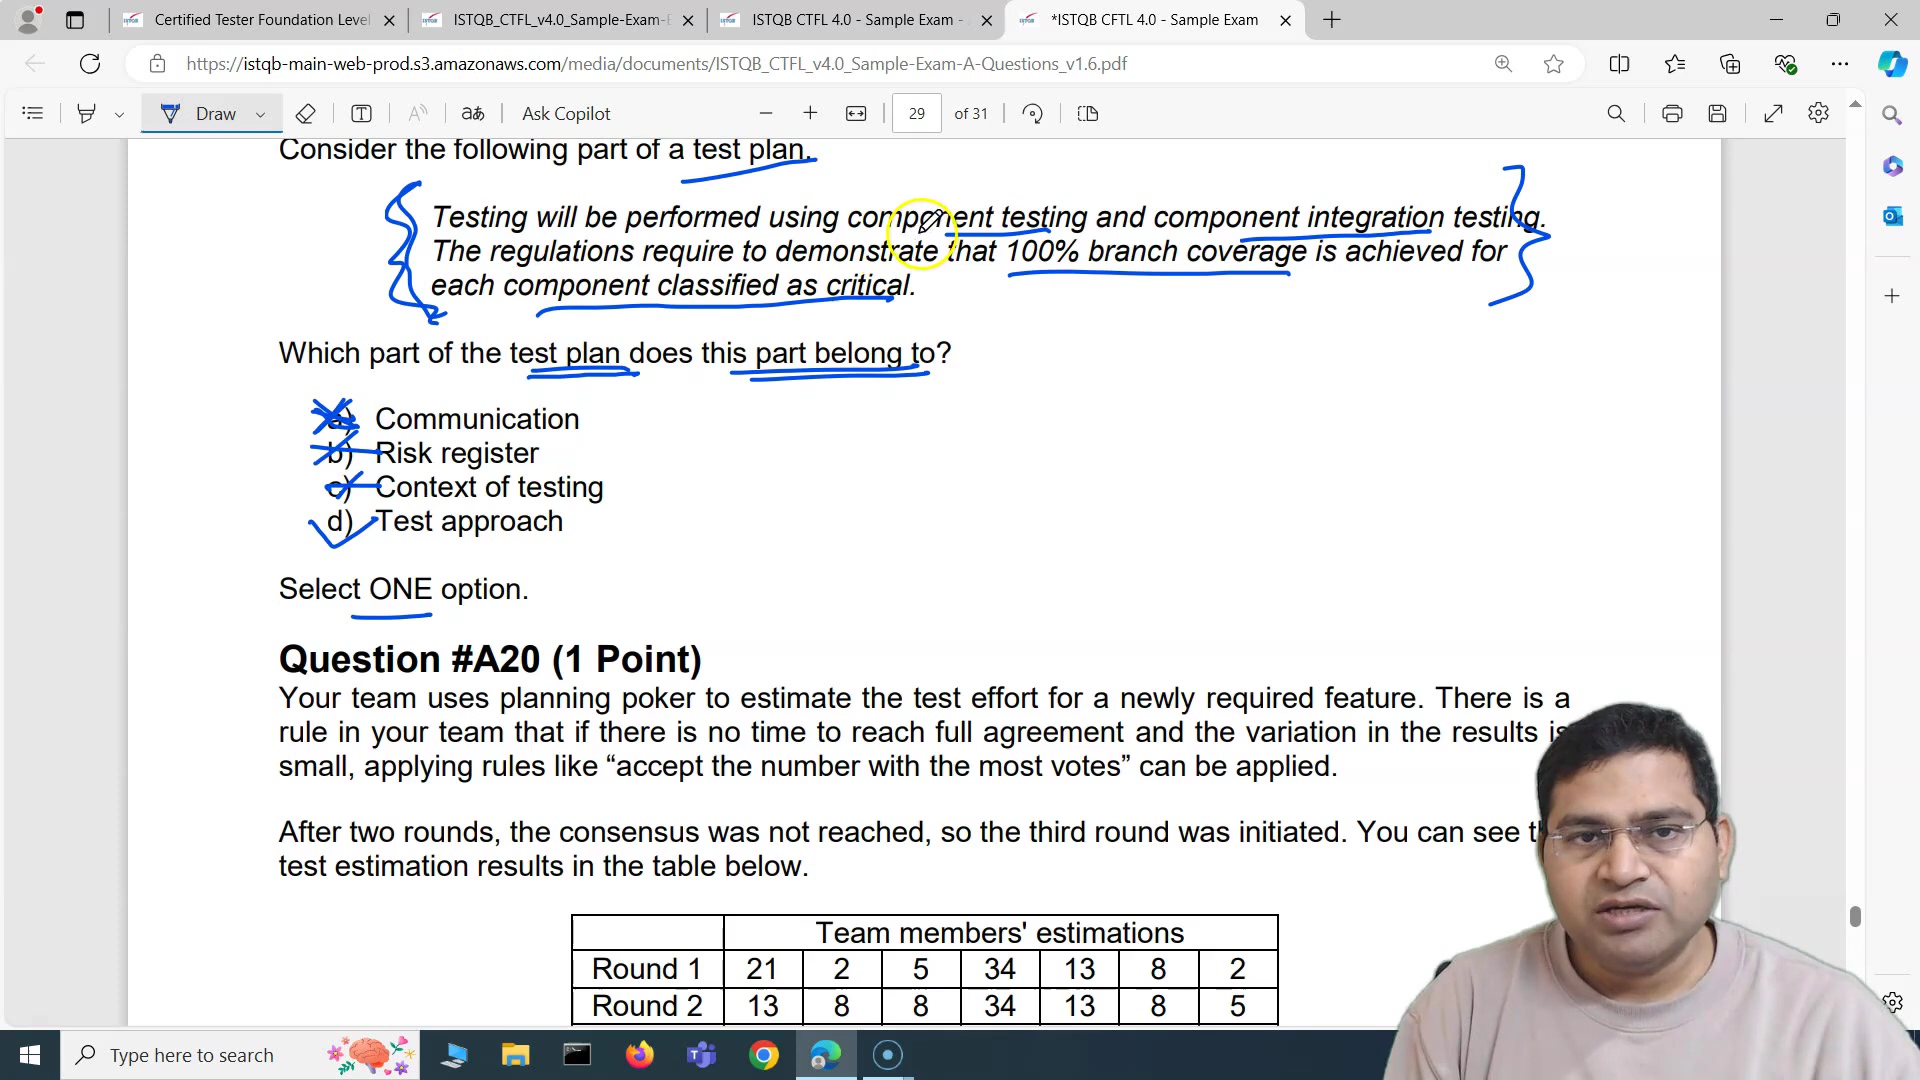 Certified Tester Foundation Level
ISTQB_CTFL_v4.0_Sample-Exam-
ISTQB CTFL 4.0 - Sample Exam -
*ISTQB CFTL 4.0 - Sample Exam
https://istqb-main-web-prod.s3.amazonaws.com/media/documents/ISTQB_CTFL_v4.0_Sample-Exam-A-Questions_v1.6.pdf
Draw
aあ
Ask Copilot
29 of 31
Consider the following part of a test plan.
Testing will be performed using component testing and component integration testing.
The regulations require to demonstrate that 100% branch coverage is achieved for
each component classified as critical.
Which part of the test plan does this part belong to?
a) Communication
b) Risk register
c) Context of testing
d) Test approach
Select ONE option.
Question #A20 (1 Point)
Your team uses planning poker to estimate the test effort for a newly required feature. There is a
rule in your team that if there is no time to reach full agreement and the variation in the results is
small, applying rules like “accept the number with the most votes” can be applied.
After two rounds, the consensus was not reached, so the third round was initiated. You can see
test estimation results in the table below.
Team members' estimations
Round 1 21 2 5 34 13 8 2
Round 2 13 8 8 34 13 8 5
Type here to search